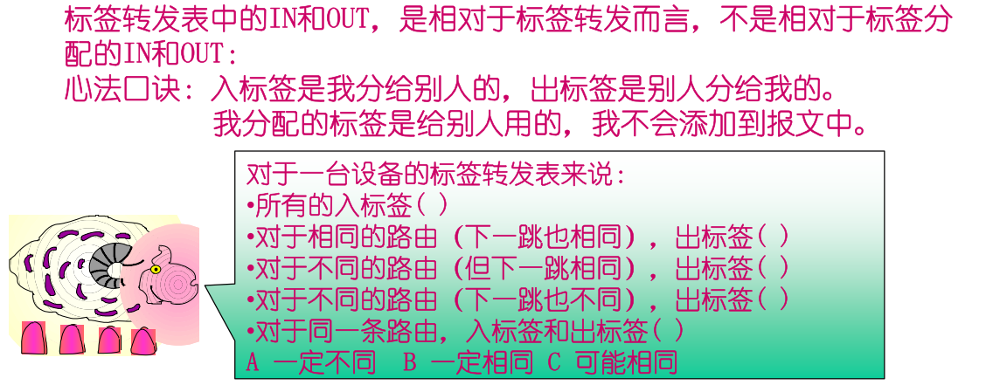 标签转发表中的IN和OUT，是相对于标签转发而言，不是相对于标签分
配的IN和OUT：
心法口诀：入标签是我分给别人的，出标签是别人分给我的。
我分配的标签是给别人用的，我不会添加到报文中。
对于一台设备的标签转发表来说：
•所有的入标签( )
•对于相同的路由（下一跳也相同），出标签( )
•对于不同的路由（但下一跳相同），出标签( )
•对于不同的路由（下一跳也不同），出标签( )
•对于同一条路由，入标签和出标签( )
A 一定不同 B 一定相同 C 可能相同